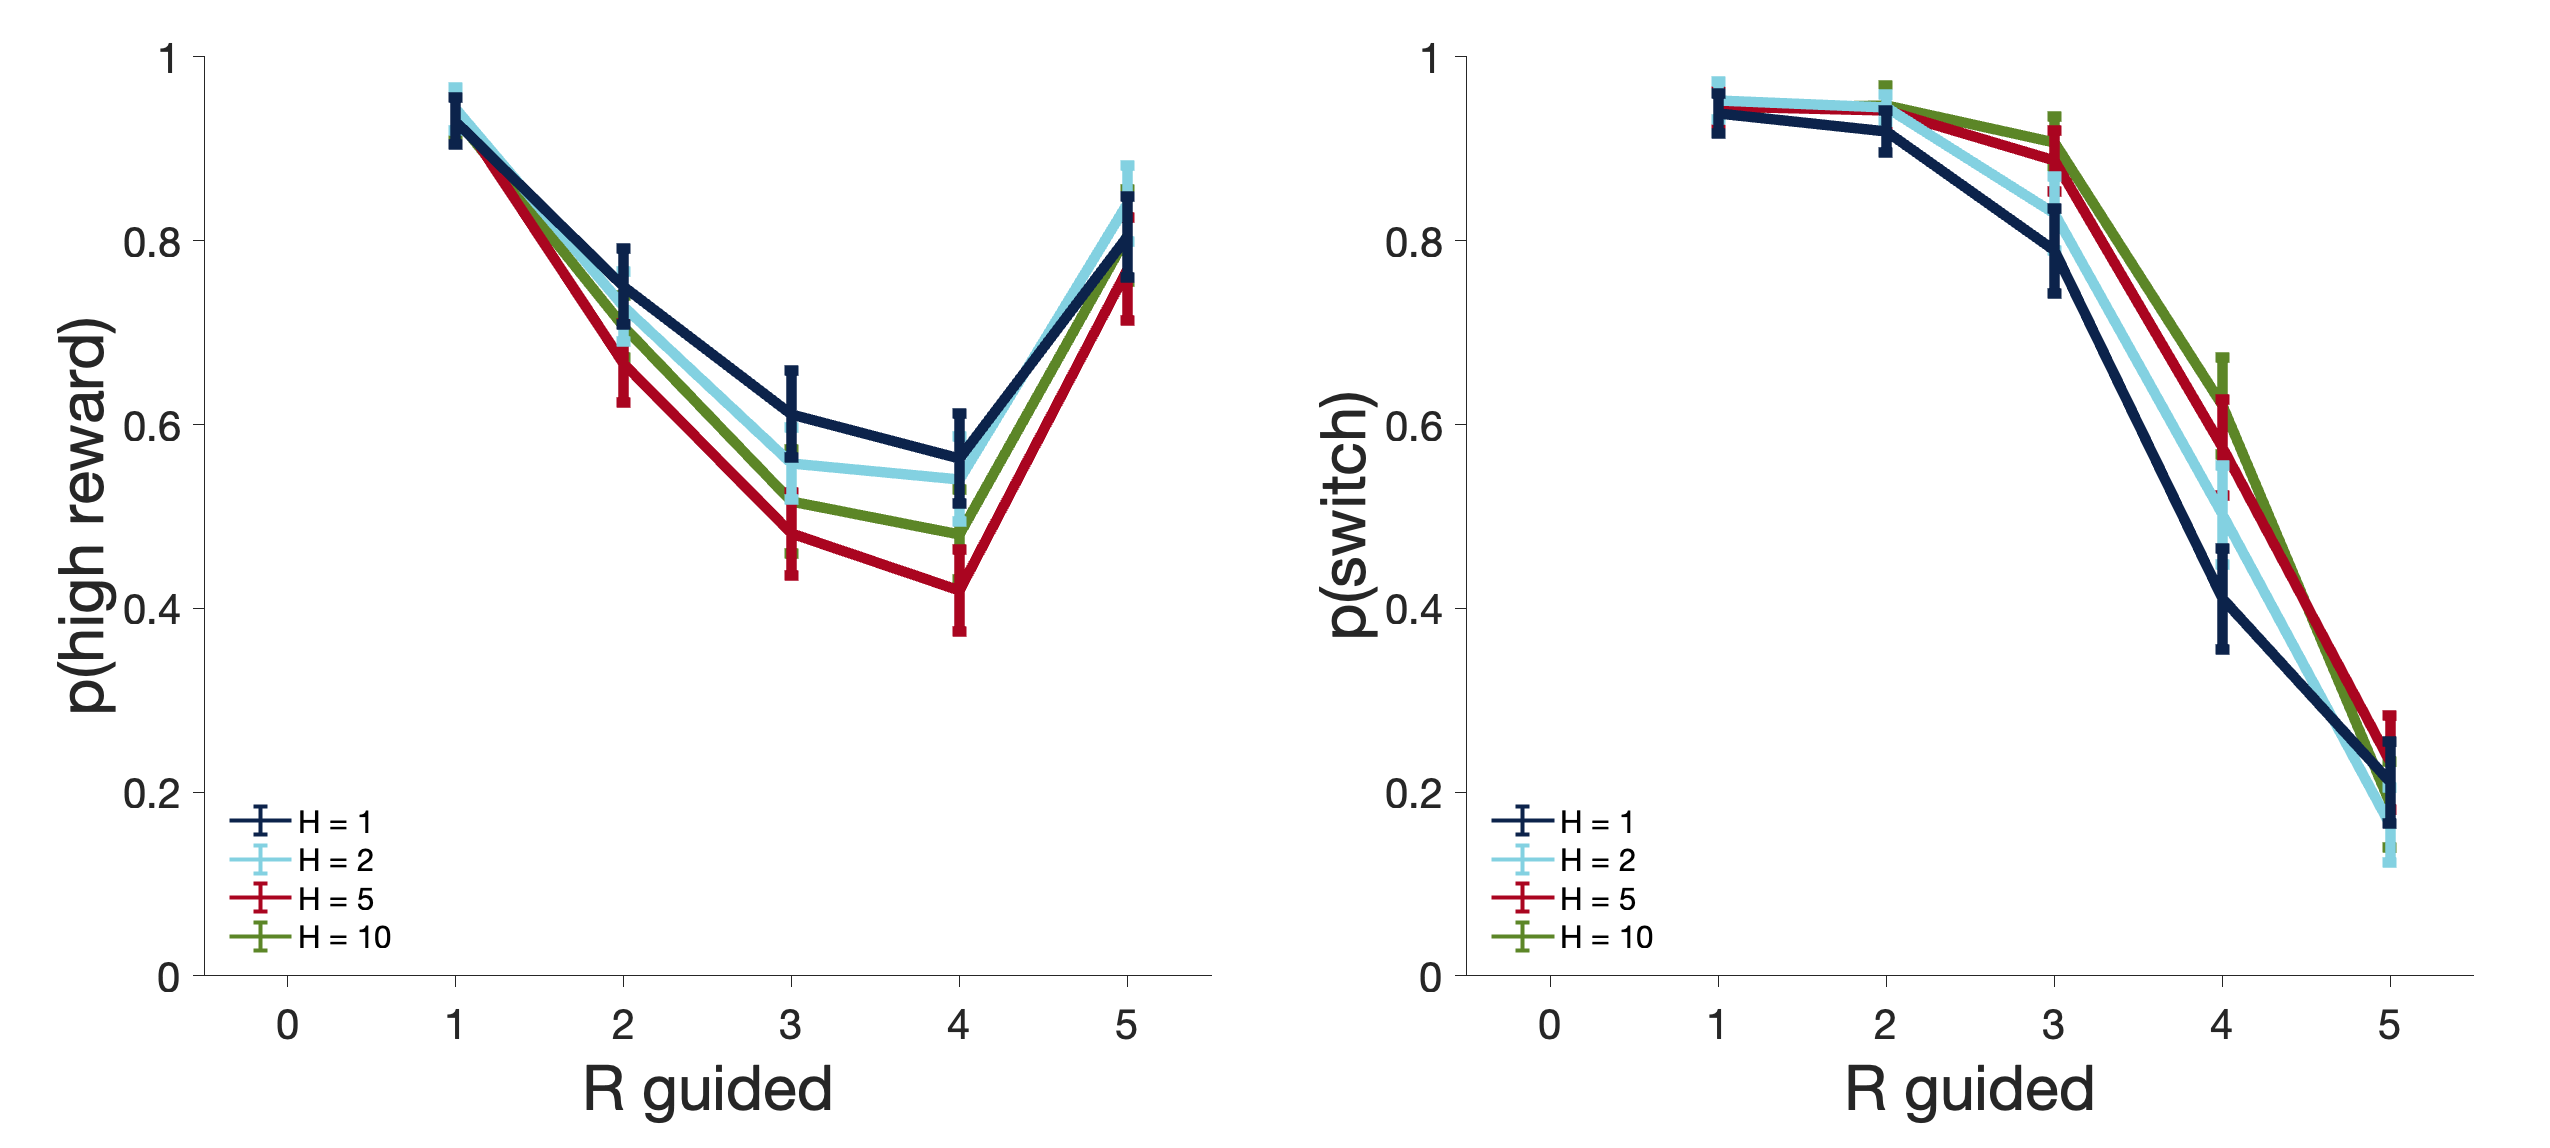 p(high reward)
1
0.8
0.6
0.4
0.2
0
0 1 2 3 4 5
R guided
H = 1
H = 2
H = 5
H = 10
p(switch)
1
0.8
0.6
0.4
0.2
0
0 1 2 3 4 5
R guided
H = 1
H = 2
H = 5
H = 10